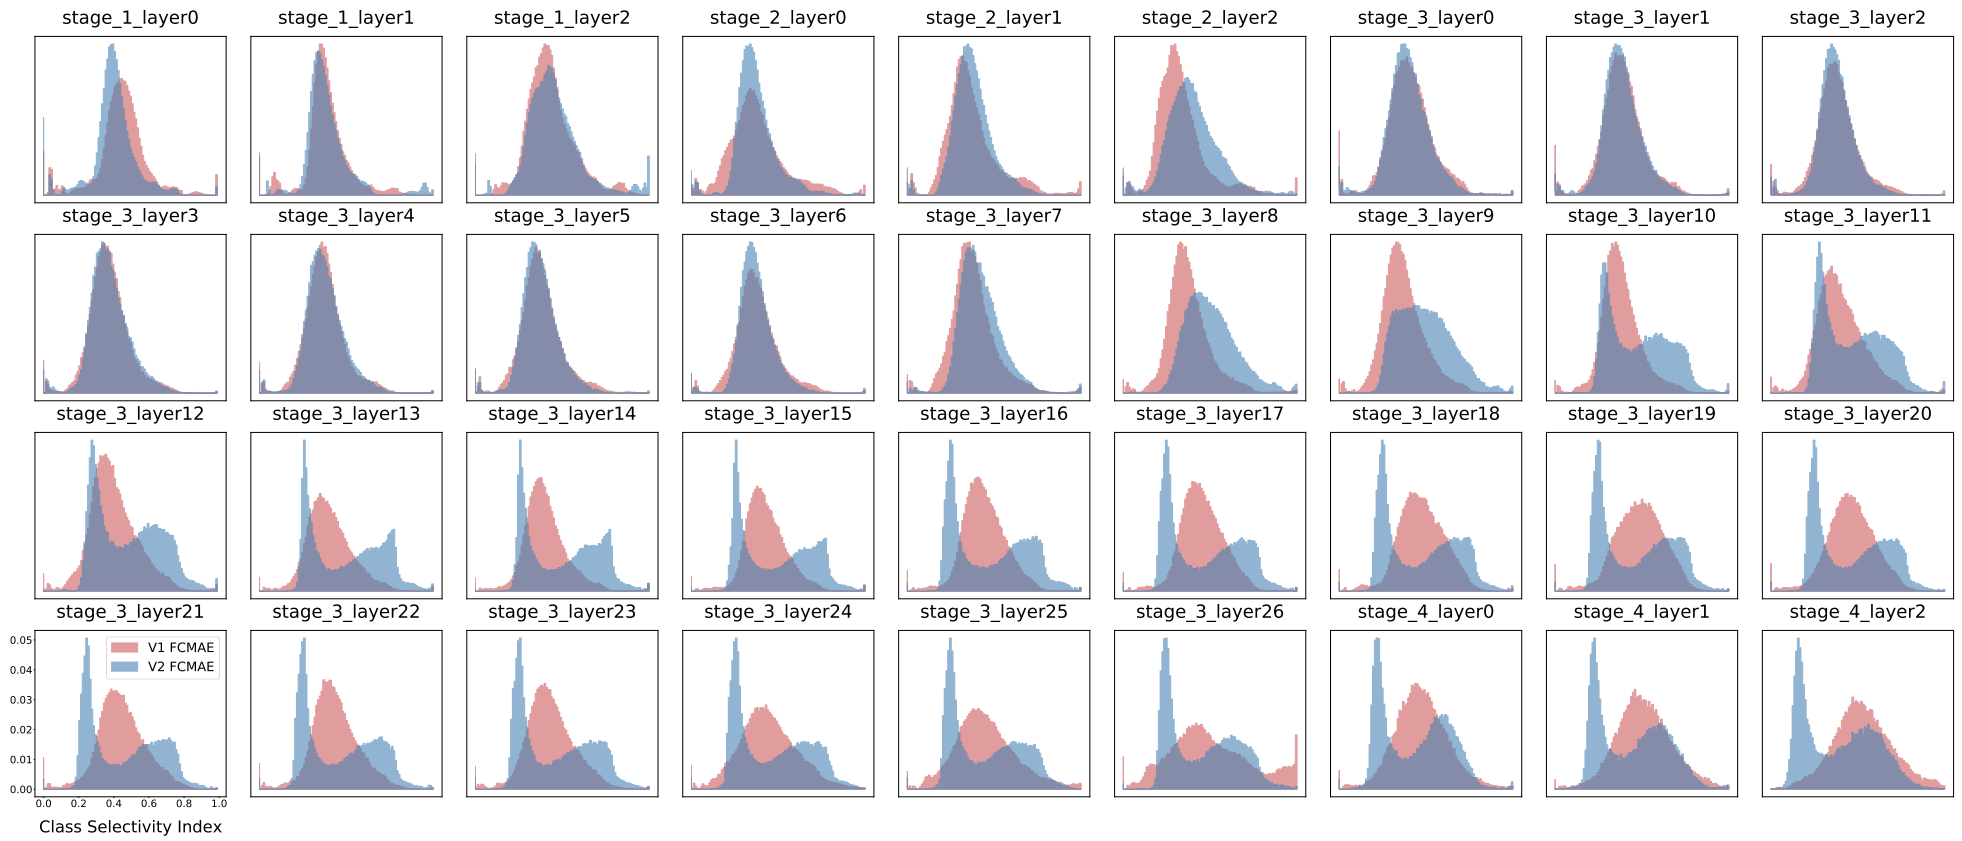 stage_1_layer0 stage_1_layer1 stage_1_layer2 stage_2_layer0 stage_2_layer1 stage_2_layer2 stage_3_layer0 stage_3_layer1 stage_3_layer2
stage_3_layer3 stage_3_layer4 stage_3_layer5 stage_3_layer6 stage_3_layer7 stage_3_layer8 stage_3_layer9 stage_3_layer10 stage_3_layer11
stage_3_layer12 stage_3_layer13 stage_3_layer14 stage_3_layer15 stage_3_layer16 stage_3_layer17 stage_3_layer18 stage_3_layer19 stage_3_layer20
stage_3_layer21 stage_3_layer22 stage_3_layer23 stage_3_layer24 stage_3_layer25 stage_3_layer26 stage_4_layer0 stage_4_layer1 stage_4_layer2
0.05
V1 FCMAE
V2 FCMAE
0.04
0.03
0.02
0.01
0.00
0.0 0.2 0.4 0.6 0.8 1.0
Class Selectivity Index